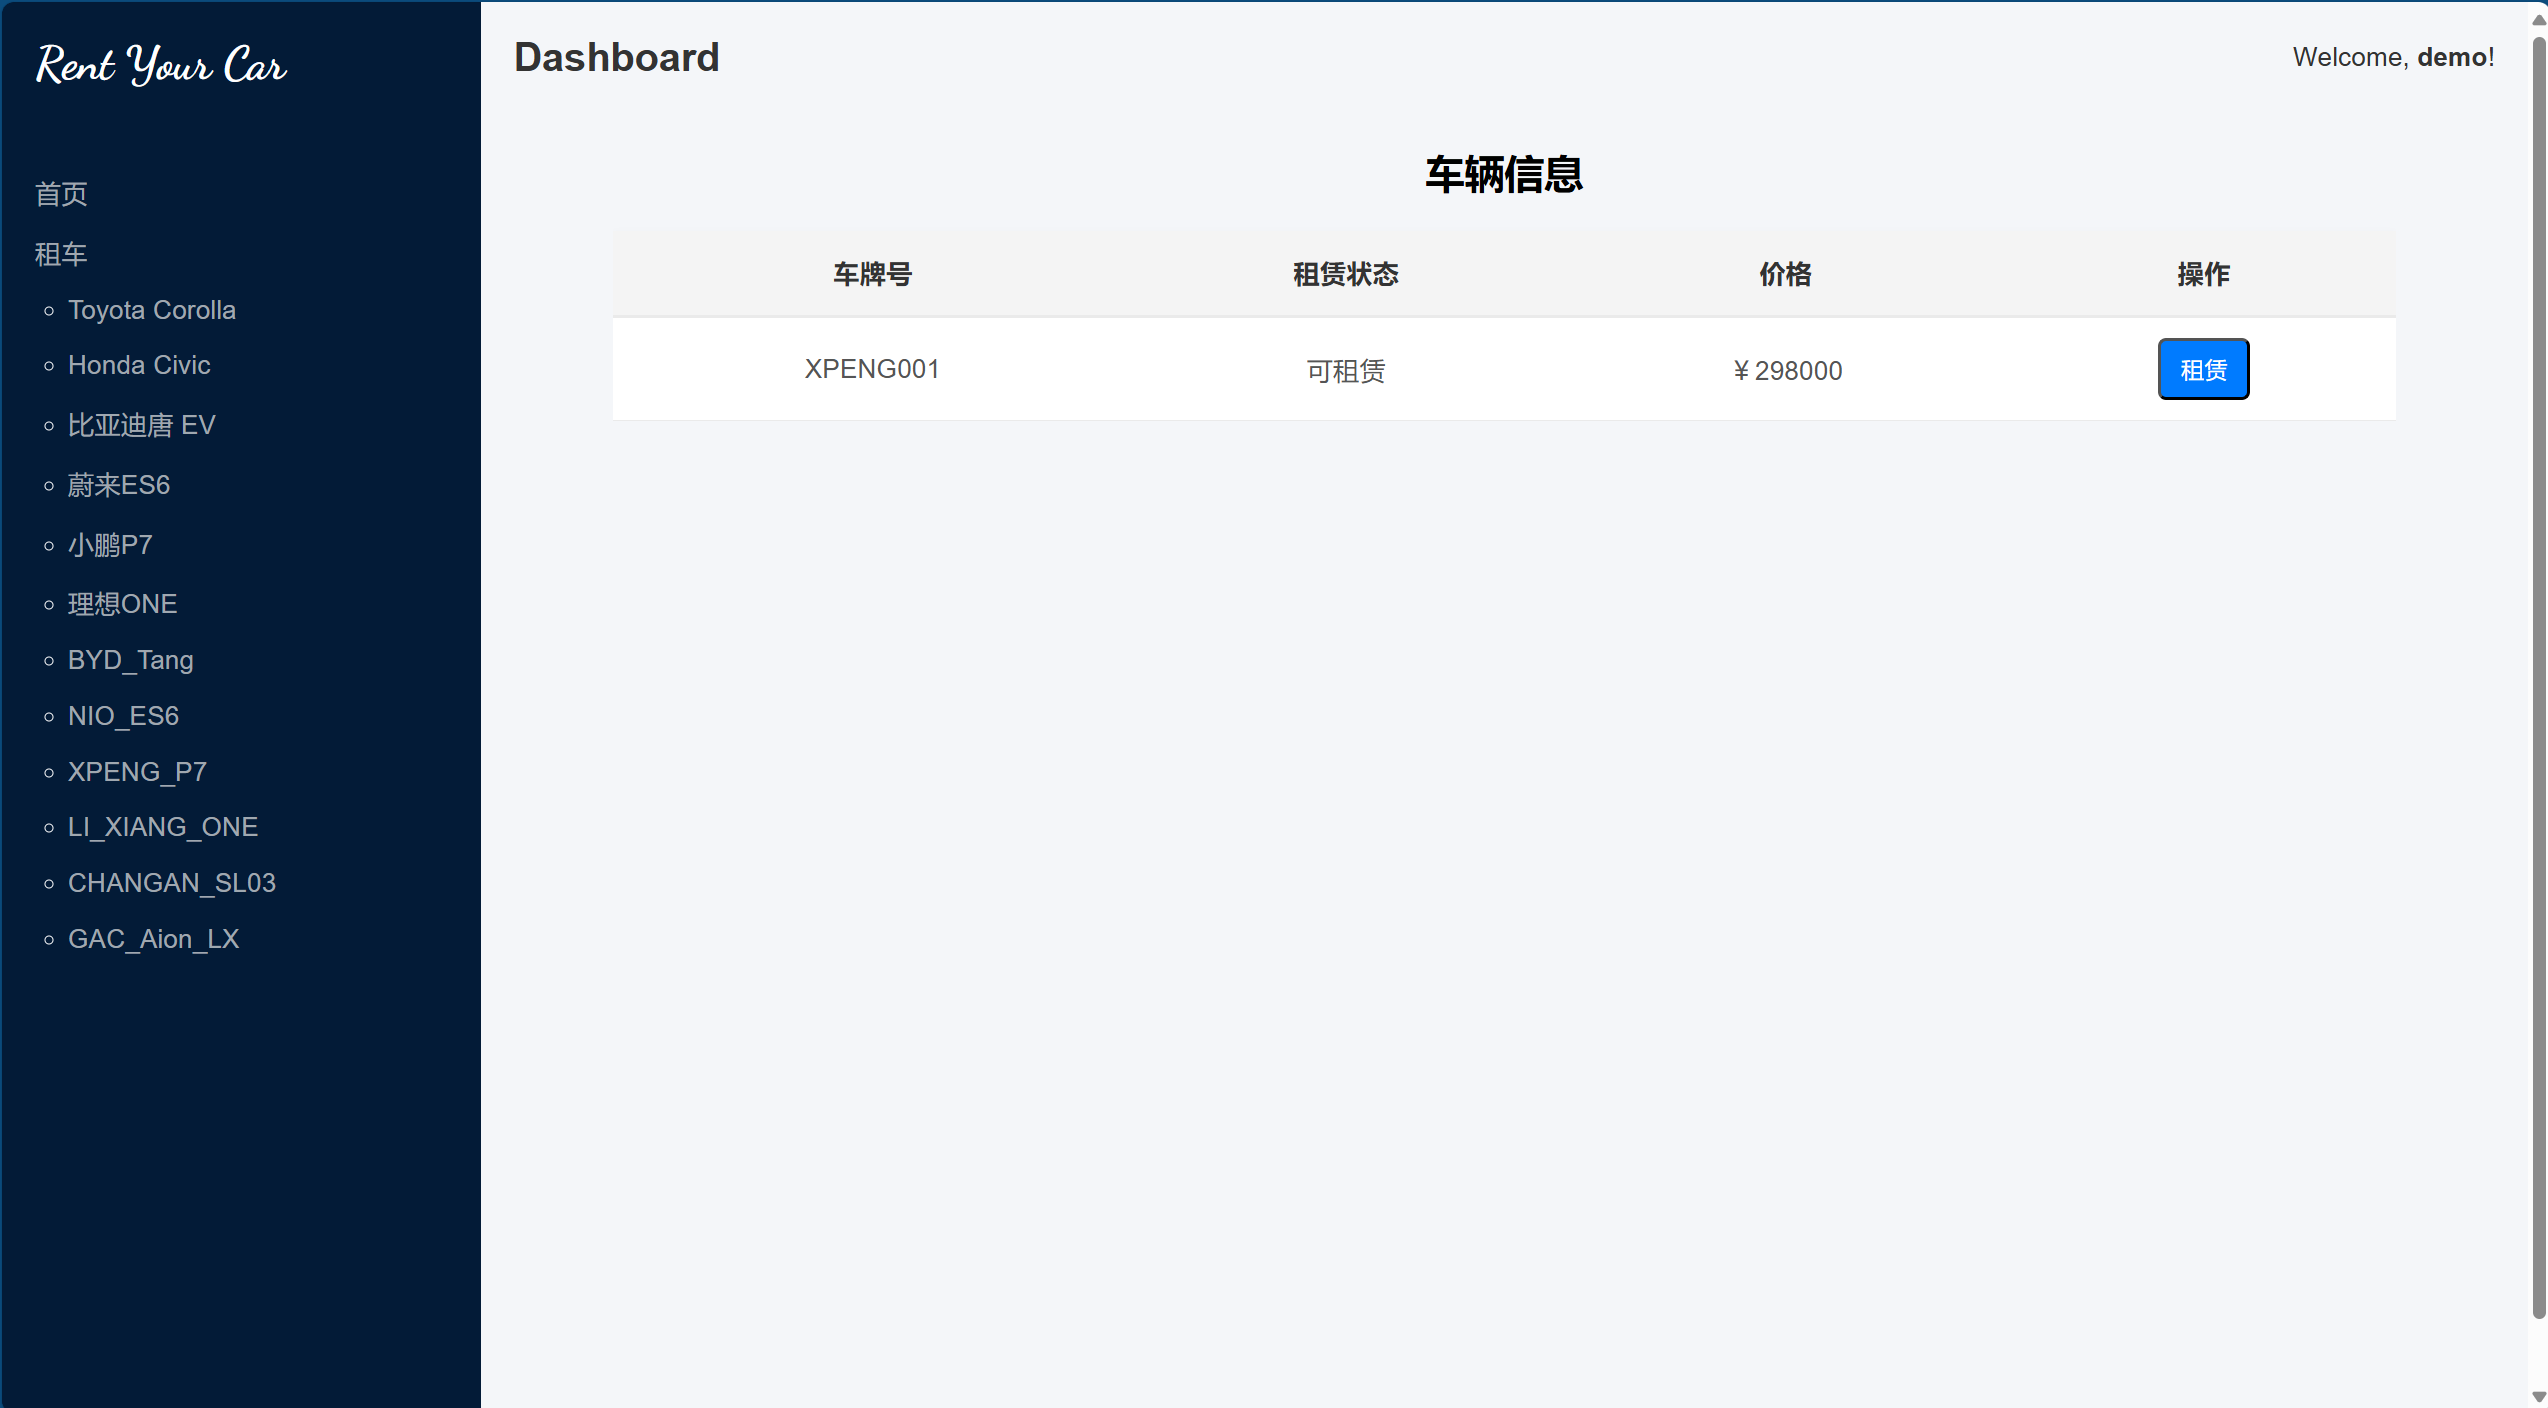 Rent Your Car
首页
租车
Toyota Corolla
Honda Civic
比亚迪唐 EV
蔚来ES6
小鹏P7
理想ONE
BYD_Tang
NIO_ES6
XPENG_P7
LI_XIANG_ONE
CHANGAN_SL03
GAC_Aion_LX
Dashboard
Welcome, demo!
车辆信息
车牌号 租赁状态 价格 操作
XPENG001 可租赁 ¥298000 租赁